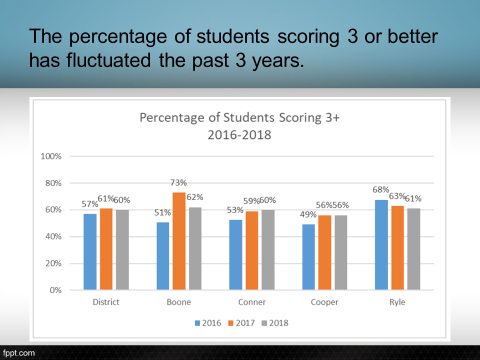 The percentage of students scoring 3 or better
has fluctuated the past 3 years.
Percentage of Students Scoring 3+
2016-2018
100%
80%
60%
40%
20%
0%
57% 61% 60%
51% 73% 62%
53% 59% 60%
49% 56% 56%
68% 63% 61%
District Boone Conner Cooper Ryle
2016 2017 2018
fppt.com